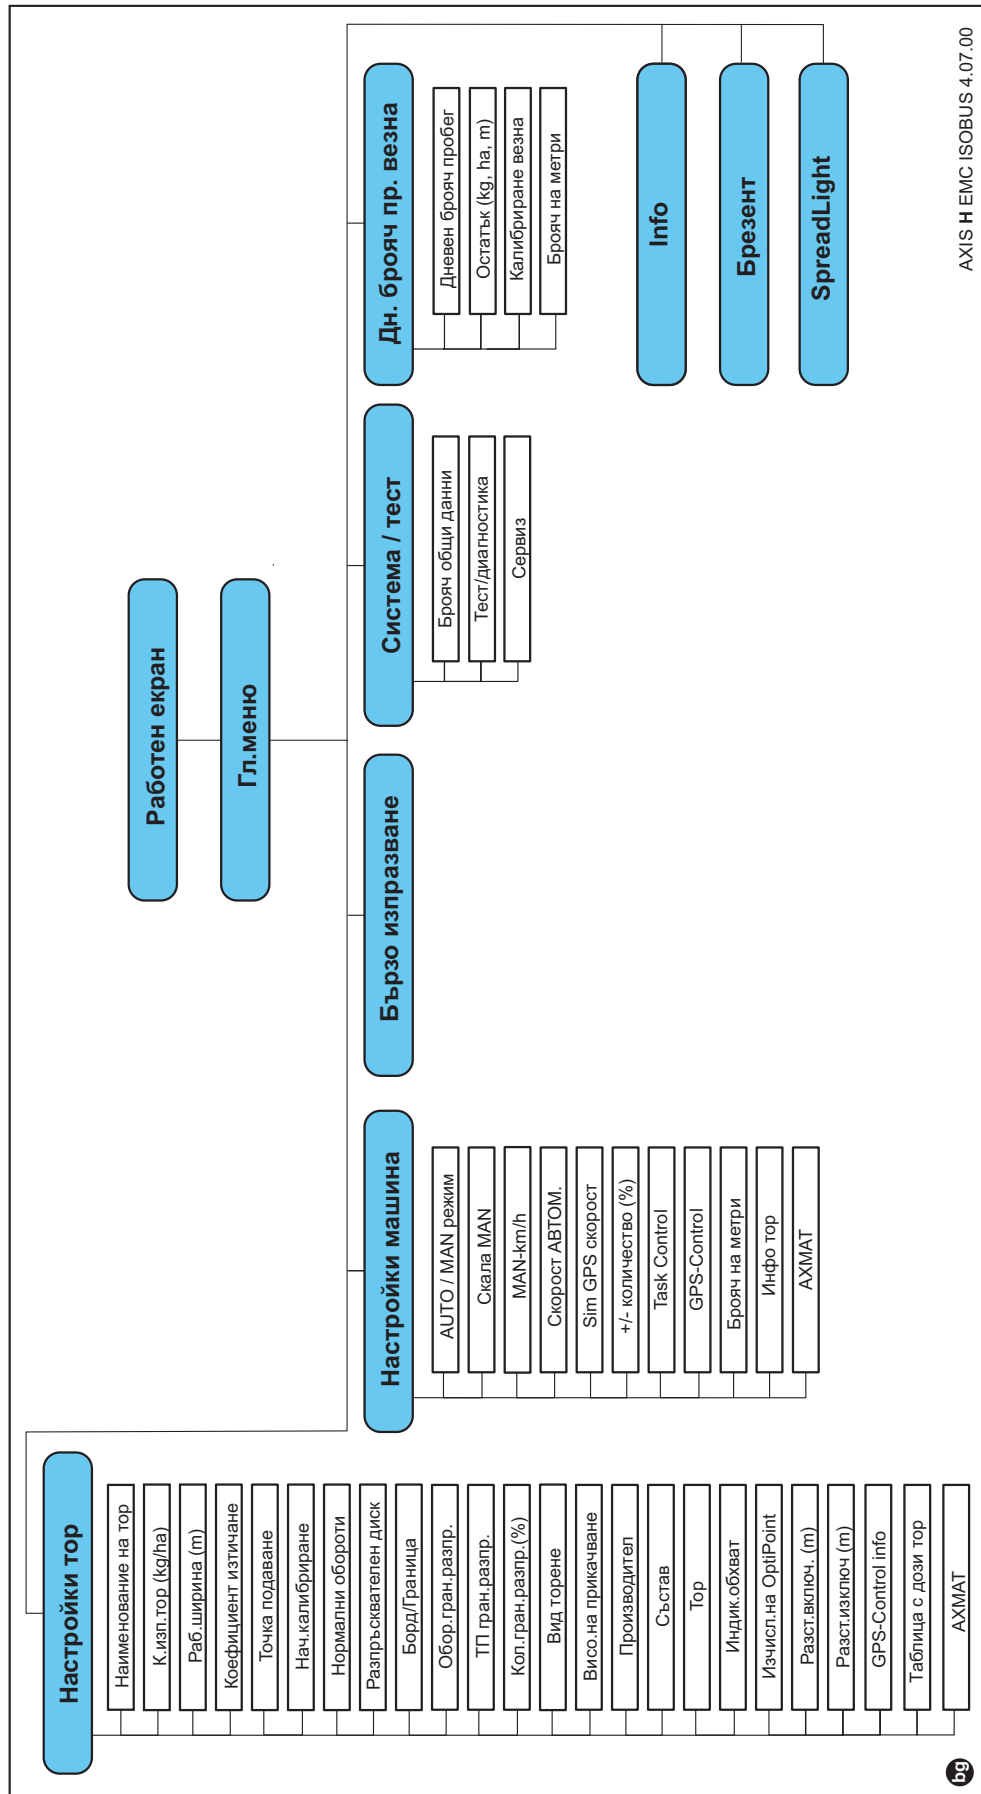 Работен екран
Гл.меню
Настройки тор
Наименование на тор
К.изп.тор (kg/ha)
Раб.ширина (m)
Коефициент изтичане
Точка подаване
Нач.калибриране
Нормални обороти
Разпръсквателен диск
Борд/Граница
Обор.гран.разпр.
ТП гран.разпр.
Кол.гран.разпр.(%)
Вид торене
Висо.на прикачване
Производител
Състав
Тор
Индик.обхват
Изчисл.на OptiPoint
Разст.включ. (m)
Разст.изключ (m)
GPS-Control info
Таблица с дози тор
АХМАТ
Настройки машина
AUTO / MAN режим
Скала MAN
MAN-km/h
Скорост АВТОМ.
Sim GPS скорост
+/- количество (%)
Task Control
GPS-Control
Брояч на метри
Инфо тор
АХМАТ
Бързо изпразване
Система / тест
Брояч общи данни
Тест/диагностика
Сервиз
Дн. брояч пр. везна
Дневен брояч пробег
Остатък (kg, ha, m)
Калибриране везна
Брояч на метри
Info
Брезент
SpreadLight
bg
AXIS H EMC ISOBUS 4.07.00